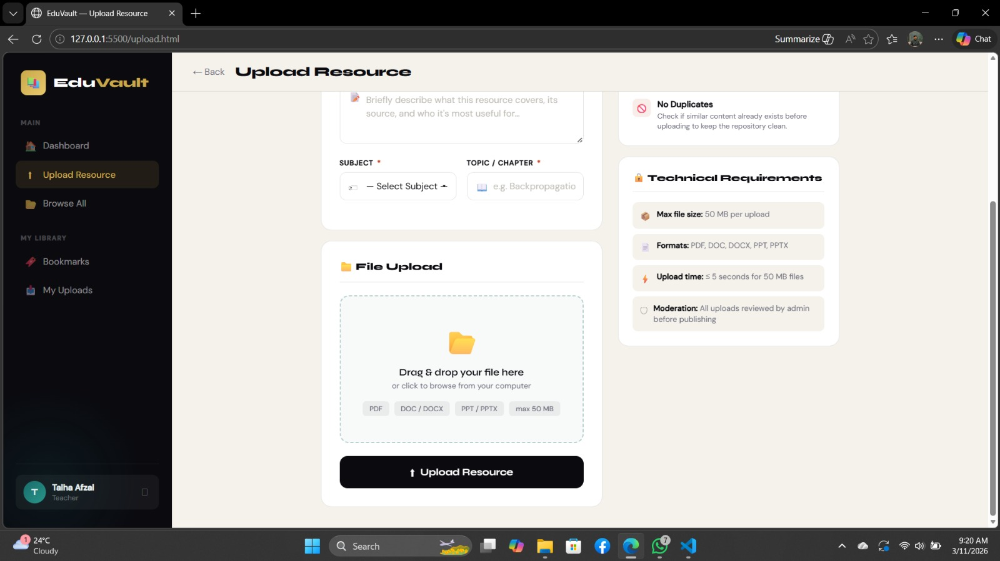 EduVault — Upload Resource
127.0.0.1:5500/upload.html
Summarize
Chat
EduVault
MAIN
Dashboard
Upload Resource
Browse All
MY LIBRARY
Bookmarks
My Uploads
Talha Afzal
T
Teacher
← Back
Upload Resource
Briefly describe what this resource covers, its
source, and who it's most useful for...
SUBJECT *
— Select Subject —
TOPIC / CHAPTER *
e.g. Backpropagatio
File Upload
Drag & drop your file here
or click to browse from your computer
PDF
DOC / DOCX
PPT / PPTX
max 50 MB
Upload Resource
No Duplicates
Check if similar content already exists before
uploading to keep the repository clean.
Technical Requirements
Max file size: 50 MB per upload
Formats: PDF, DOC, DOCX, PPT, PPTX
Upload time: ≤ 5 seconds for 50 MB files
Moderation: All uploads reviewed by admin
before publishing
1
24°C
Cloudy
Search
7
9:20 AM
3/11/2026